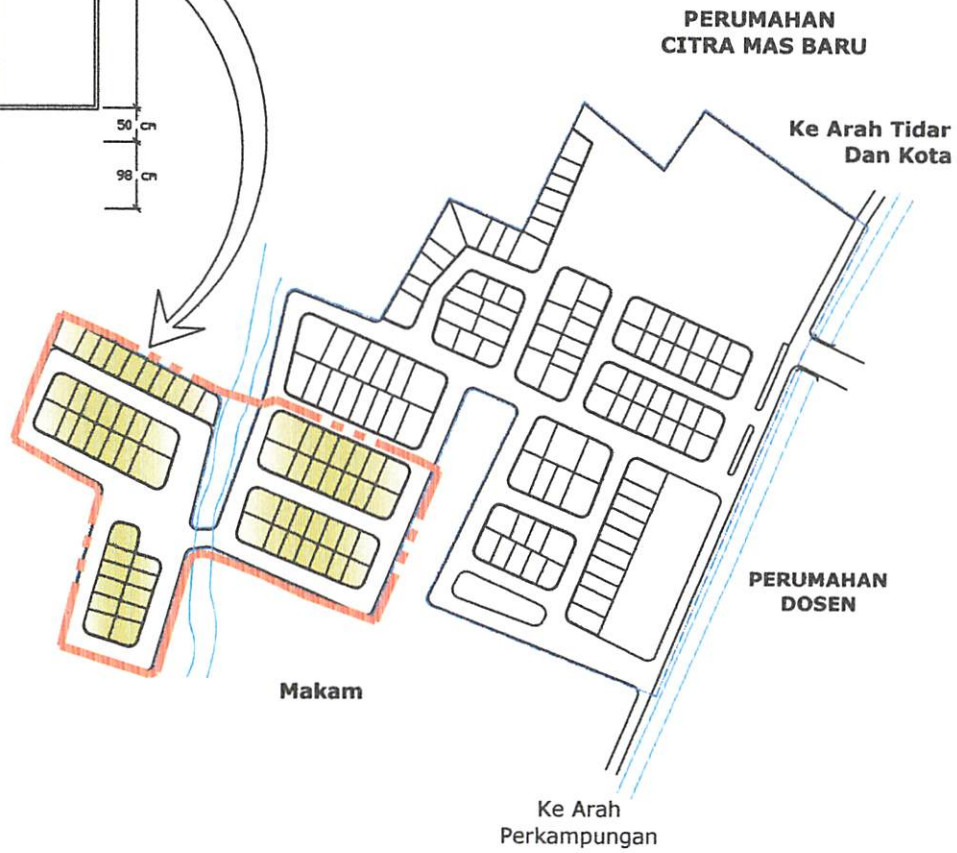 PERUMAHAN
CITRA MAS BARU
Ke Arah Tidar
Dan Kota
50 cm
98 cm
PERUMAHAN
DOSEN
Makam
Ke Arah
Perkampungan